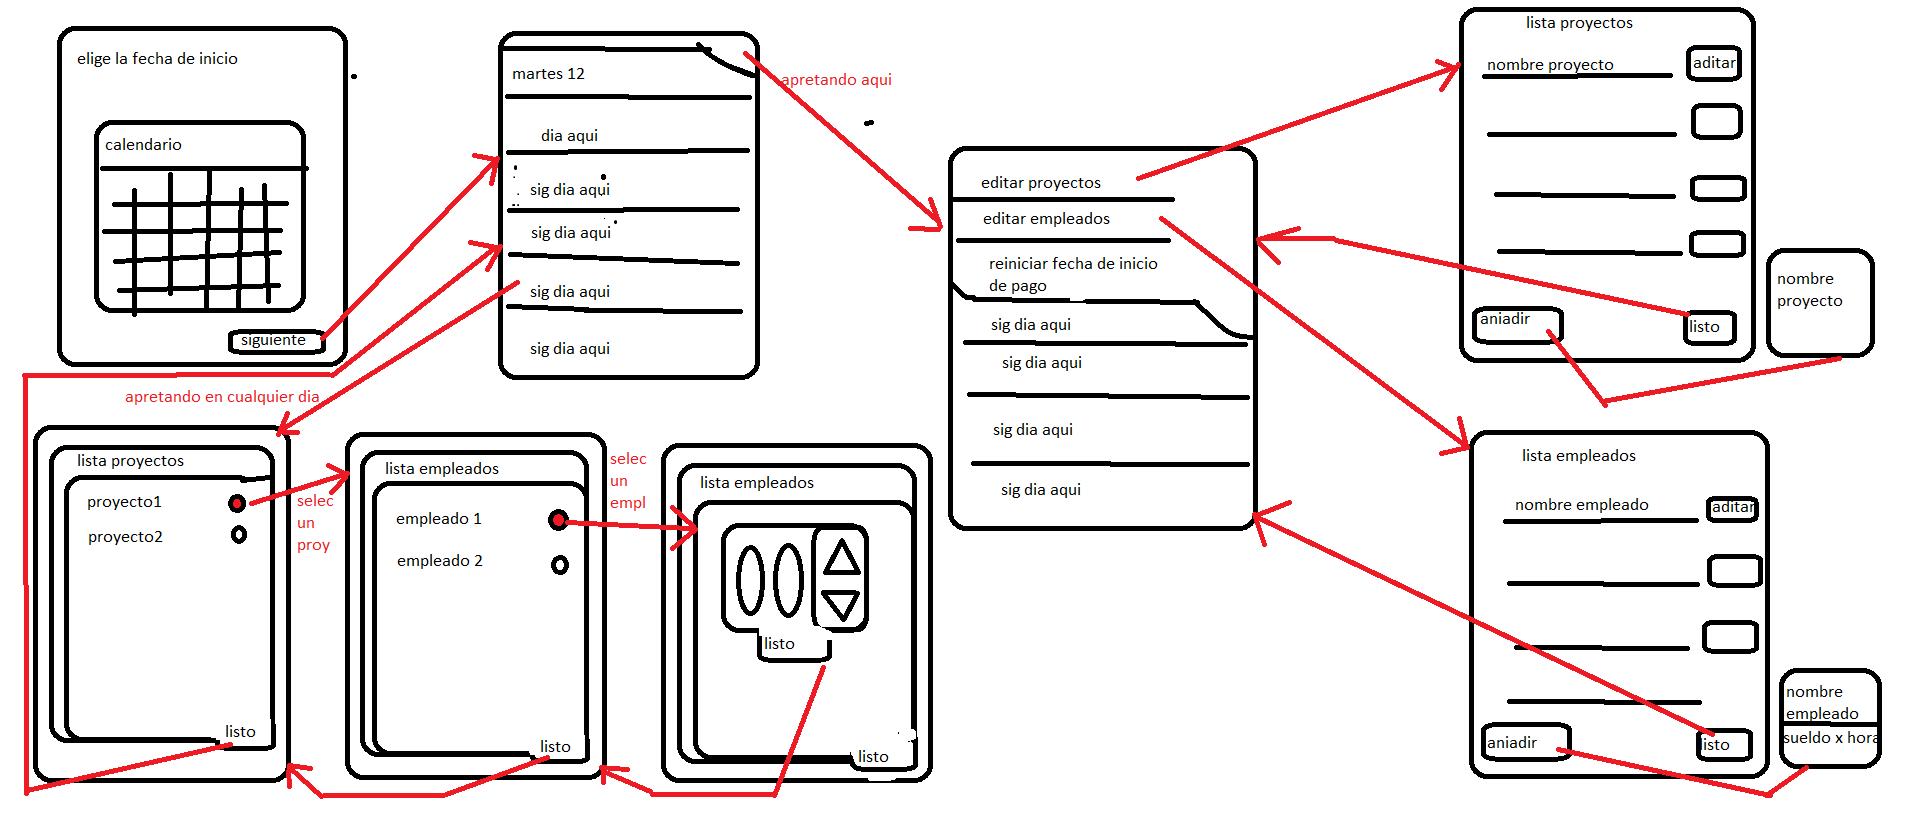 elige la fecha de inicio
calendario
siguiente
martes 12
dia aqui
sig dia aqui
sig dia aqui
sig dia aqui
sig dia aqui
apretando aqui
editar proyectos
editar empleados
reiniciar fecha de inicio
de pago
sig dia aqui
sig dia aqui
sig dia aqui
sig dia aqui
lista proyectos
nombre proyecto
aditar
aniadir
listo
nombre
proyecto
apretando en cualquier dia
lista proyectos
proyecto1
proyecto2
listo
selec
un
proy
lista empleados
empleado 1
empleado 2
listo
selec
un
empl
lista empleados
listo
listo
lista empleados
nombre empleado
aditar
aniadir
listo
nombre
empleado
sueldo x hora